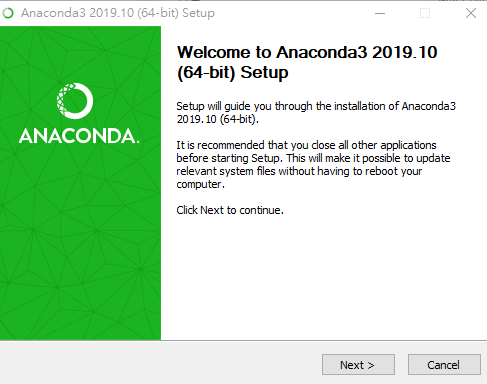 Anaconda3 2019.10 (64-bit) Setup
ANACONDA.
Welcome to Anaconda3 2019.10
(64-bit) Setup
Setup will guide you through the installation of Anaconda3
2019.10 (64-bit).
It is recommended that you close all other applications
before starting Setup. This will make it possible to update
relevant system files without having to reboot your
computer.
Click Next to continue.
Next >
Cancel